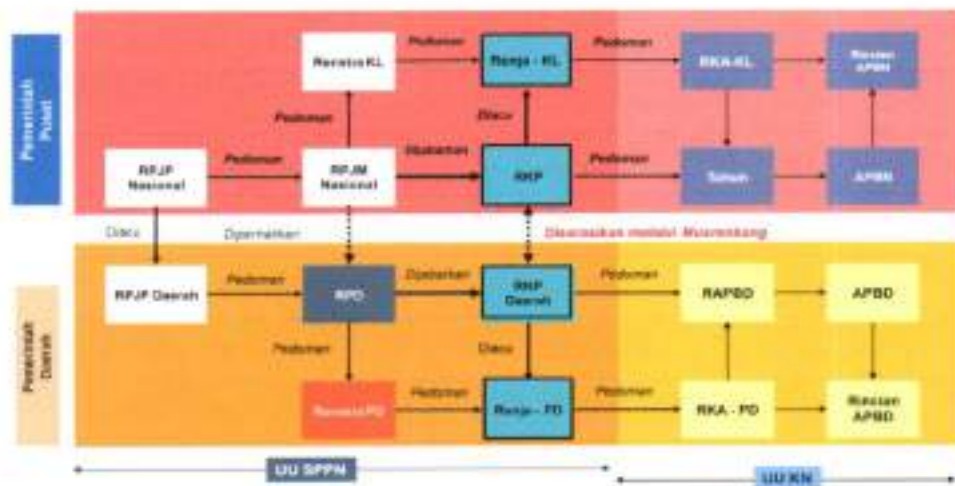 Pemerintah
Pusat
Renstra KL
Pedoman
Renja - KL
Pedoman
RKA-KL
Rincian
APBN
Pedoman
Diacu
RPJP
Nasional
Pedoman
RPJM
Nasional
Dijabarkan
RKP
Pedoman
APBN
Diacu
Diperhatikan
Diserasikan melalui Musrenbang
Pemerintah
Daerah
RPJP Daerah
Pedoman
RPD
Dijabarkan
RKP
Daerah
Pedoman
RAPBD
APBD
Pedoman
Diacu
Renstra PD
Pedoman
Renja - PD
Pedoman
RKA - PD
Rincian
APBD
UU SPPN
UU KN